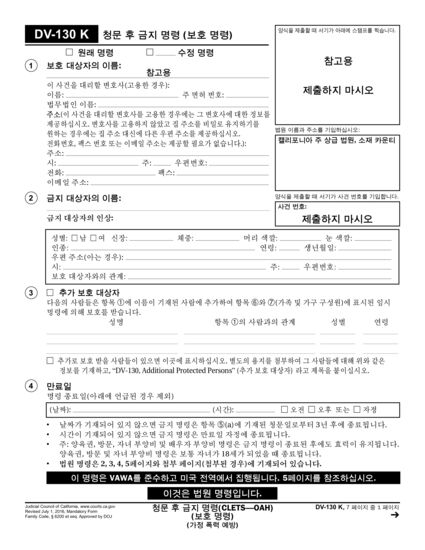 DV-130 K 청문 후 금지 명령 (보호 명령)
양식을 제출할 때 서기가 아래에 스탬프를 찍습니다.
□ 원래 명령 □ 수정 명령
참고용
제출하지 마시오
1 보호 대상자의 이름:
참고용
이 사건을 대리할 변호사(고용한 경우):
이름: 주 면허 번호:
법무법인 이름:
주소(이 사건을 대리할 변호사를 고용한 경우에는 그 변호사에 대한 정보를
제공하십시오. 변호사를 고용하지 않았고 집 주소를 비밀로 유지하기를
원하는 경우에는 집 주소 대신에 다른 우편 주소를 제공하십시오.
전화번호, 팩스 번호 또는 이메일 주소는 제공할 필요가 없습니다.):
주소:
시: 주: 우편번호:
전화: 팩스:
이메일 주소:
법원 이름과 주소를 기입하십시오:
캘리포니아 주 상급 법원, 소재 카운티
2 금지 대상자의 이름:
양식을 제출할 때 서기가 사건 번호를 기입합니다.
사건 번호:
제출하지 마시오
금지 대상자의 인상:
성별: □ 남 □ 여 신장: 체중: 머리 색깔: 눈 색깔:
인종: 연령: 생년월일:
우편 주소(아는 경우):
시: 주: 우편번호:
보호 대상자와의 관계:
3 □ 추가 보호 대상자
다음의 사람들은 항목 ①에 이름이 기재된 사람에 추가하여 항목 ⑥와 ⑦(가족 및 가구 구성원)에 표시된 임시
명령에 의해 보호를 받습니다.
성명 항목 ①의 사람과의 관계 성별 연령
□ 추가로 보호 받을 사람들이 있으면 이곳에 표시하십시오. 별도의 용지를 첨부하여 그 사람들에 대해 위와 같은
정보를 기재하고, “DV-130, Additional Protected Persons” (추가 보호 대상자) 라고 제목을 붙이십시오.
4 만료일
명령 종료일(아래에 언급된 경우 제외)
(날짜): (시간): □ 오전 □ 오후 또는 □ 자정
• 날짜가 기재되어 있지 않으면 금지 명령은 항목 ⑤(a)에 기재된 청문일로부터 3년 후에 종료됩니다.
• 시간이 기재되어 있지 않으면 금지 명령은 만료일 자정에 종료됩니다.
• 주: 양육권, 방문, 자녀 부양비 및 배우자 부양비 명령은 금지 명령이 종료된 후에도 효력이 유지됩니다.
양육권, 방문 및 자녀 부양비 명령은 보통 자녀가 18세가 되었을 때 종료됩니다.
• 법원 명령은 2, 3, 4, 5페이지와 첨부 페이지(첨부된 경우)에 기재되어 있습니다.
이 명령은 VAWA를 준수하고 미국 전역에서 집행됩니다. 5페이지를 참조하십시오.
이것은 법원 명령입니다.
Judicial Council of California, www.courts.ca.gov
Revised July 1, 2016, Mandatory Form
Family Code, § 6200 et seq. Approved by DOJ
청문 후 금지 명령(CLETS—OAH)
(보호 명령)
(가정 폭력 예방)
DV-130 K, 7 페이지 중 1 페이지